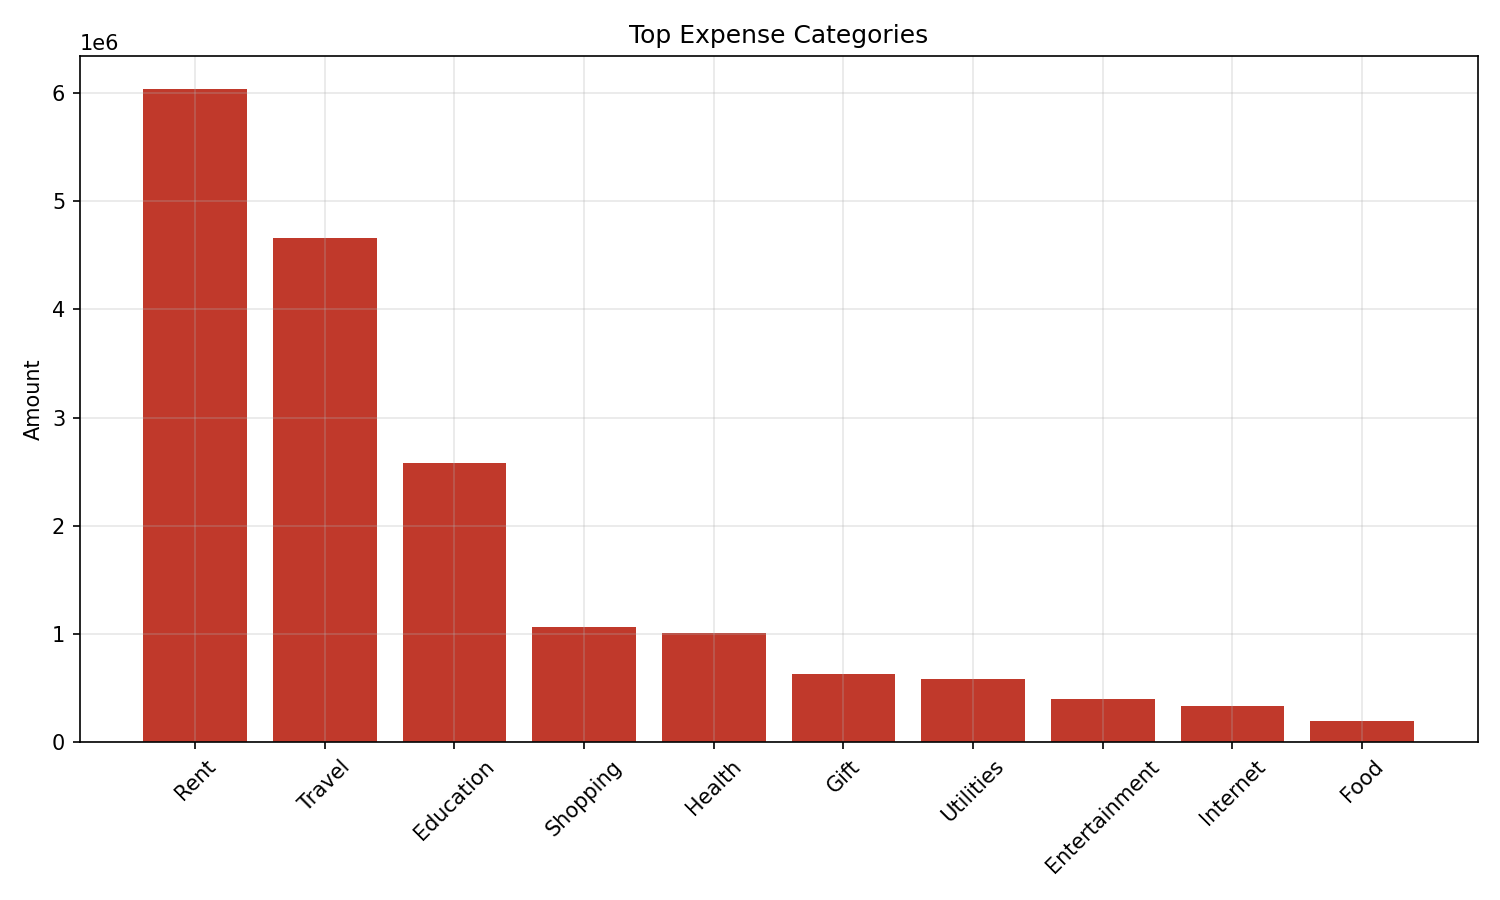 Top Expense Categories
1e6
6
5
4
3
2
1
0
Amount
Rent
Travel
Education
Shopping
Health
Gift
Utilities
Entertainment
Internet
Food